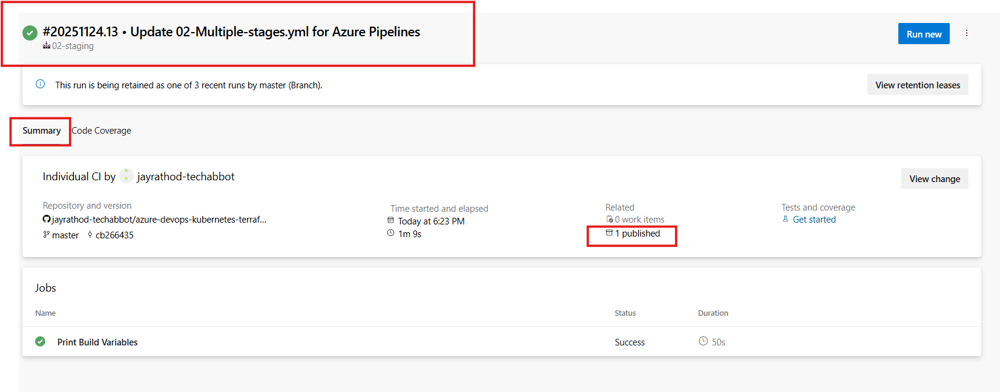 #20251124.13 • Update 02-Multiple-stages.yml for Azure Pipelines
02-staging
Run new
This run is being retained as one of 3 recent runs by master (Branch).
View retention leases
Summary Code Coverage
Individual CI by jayrathod-techabbot
View change
Repository and version
jayrathod-techabbot/azure-devops-kubernetes-terraf...
master cb266435
Time started and elapsed
Today at 6:23 PM
1m 9s
Related
0 work items
1 published
Tests and coverage
Get started
Jobs
Name Status Duration
Print Build Variables Success 50s